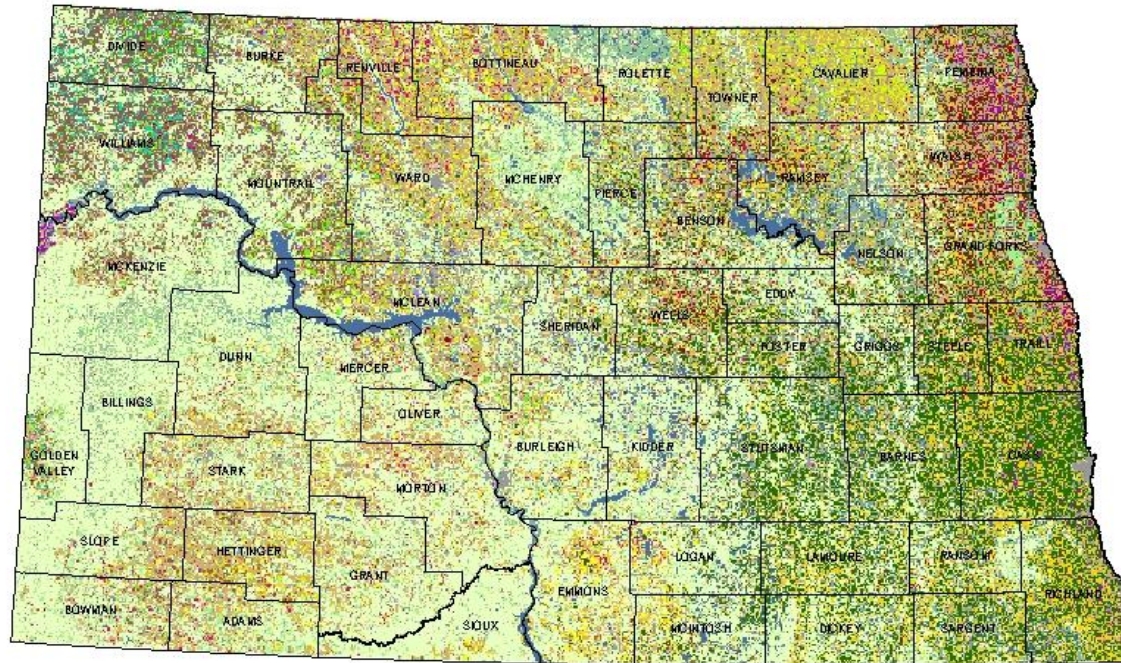 DIVIDE
BURKE
RENVILLE
BOTTINEAU
ROLETTE
TOWNER
CAVALIER
PEMBINA
WILLIAMS
MOUNTRAIL
WARD
MCHENRY
PIERCE
BENSON
RAMSEY
WALSH
MCKENZIE
MCLEAN
SHERIDAN
WELLS
EDDY
NELSON
GRAND FORKS
DUNN
MERCER
FOSTER
GRIGGS
STEELE
TRAILL
BILLINGS
OLIVER
GOLDEN
VALLEY
STARK
MORTON
BURLEIGH
KIDDER
STUTSMAN
BARNES
CASS
SLOPE
HETTINGER
GRANT
EMMONS
LOGAN
LAMOURE
RANSOM
RICHLAND
BOWMAN
ADAMS
SIOUX
MCINTOSH
DICKEY
SARGENT